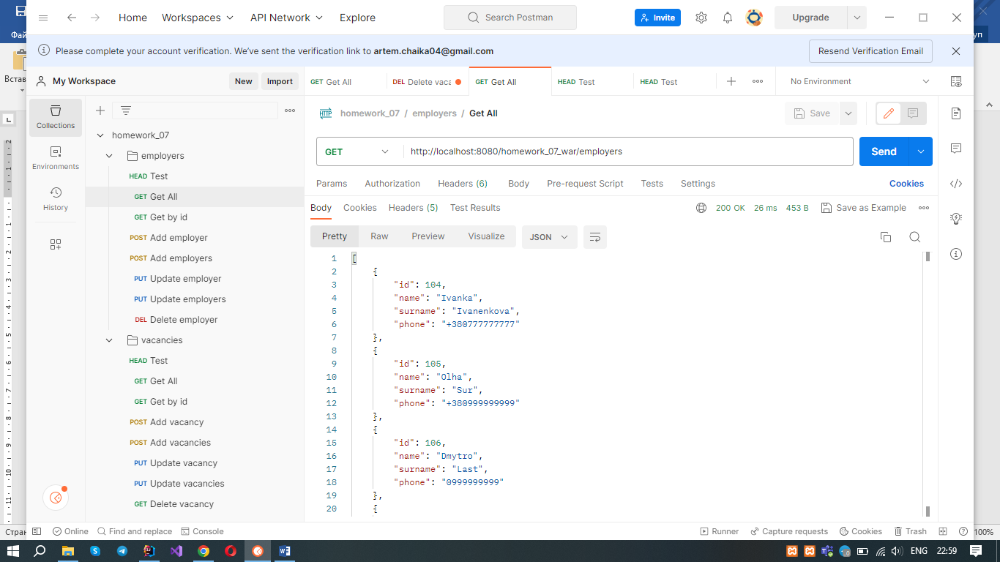 Home Workspaces API Network Explore Search Postman Invite Upgrade
Фай
уп
Please complete your account verification. We've sent the verification link to artem.chaika04@gmail.com Resend Verification Email
Встав
My Workspace New Import
GET Get All DEL Delete vaca GET Get All HEAD Test HEAD Test No Environment
Collections
Environments
History
homework_07
employers
HEAD Test
GET Get All
GET Get by id
POST Add employer
POST Add employers
PUT Update employer
PUT Update employers
DEL Delete employer
vacancies
HEAD Test
GET Get All
GET Get by id
POST Add vacancy
POST Add vacancies
PUT Update vacancy
PUT Update vacancies
GET Delete vacancy
HTTP homework_07 / employers / Get All Save
GET http://localhost:8080/homework_07_war/employers Send
Params Authorization Headers (6) Body Pre-request Script Tests Settings Cookies
Body Cookies Headers (5) Test Results 200 OK 26 ms 453 B Save as Example
Pretty Raw Preview Visualize JSON
1 [
2 {
3 "id": 104,
4 "name": "Ivanka",
5 "surname": "Ivanenkova",
6 "phone": "+380777777777"
7 },
8 {
9 "id": 105,
10 "name": "Olha",
11 "surname": "Sur",
12 "phone": "+380999999999"
13 },
14 {
15 "id": 106,
16 "name": "Dmytro",
17 "surname": "Last",
18 "phone": "0999999999"
19 },
20 {
Стран
Online Find and replace Console Runner Capture requests Cookies Trash
100%
ENG 22:59